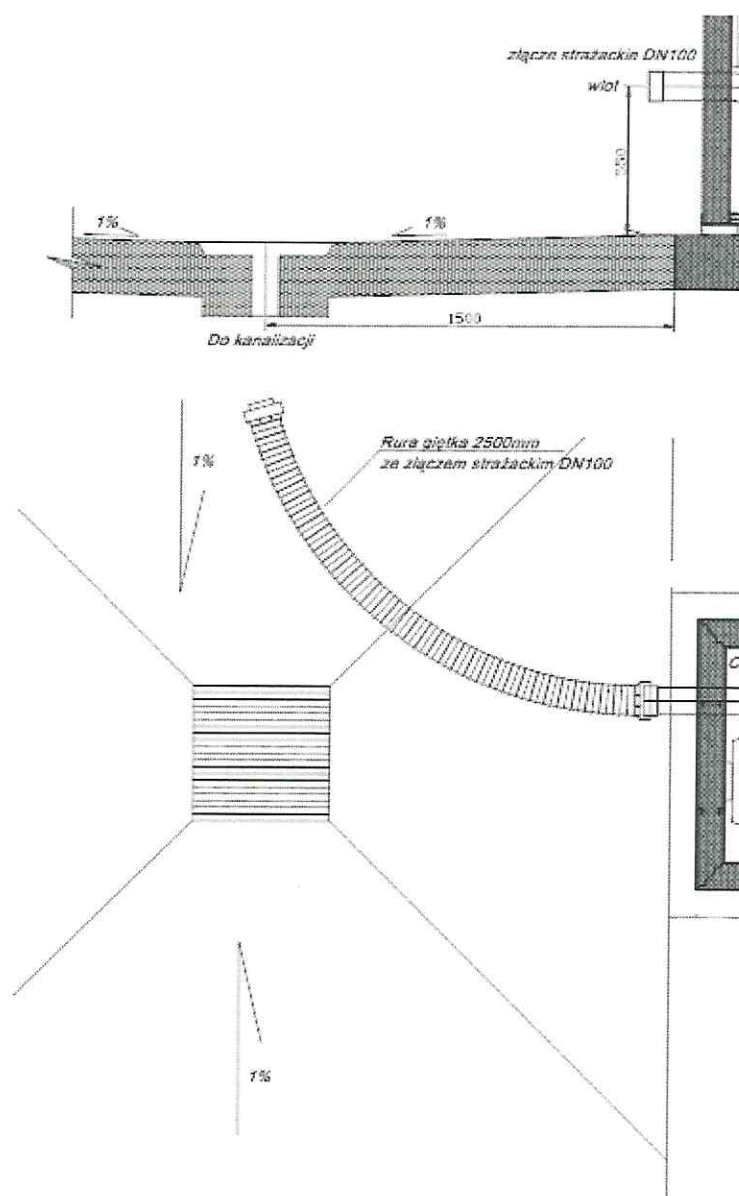 złącze strażackie DN100
wlot
550
1%
1%
1500
Do kanalizacji
1%
Rura giętka 2500mm
ze złączem strażackim DN100
C
1%